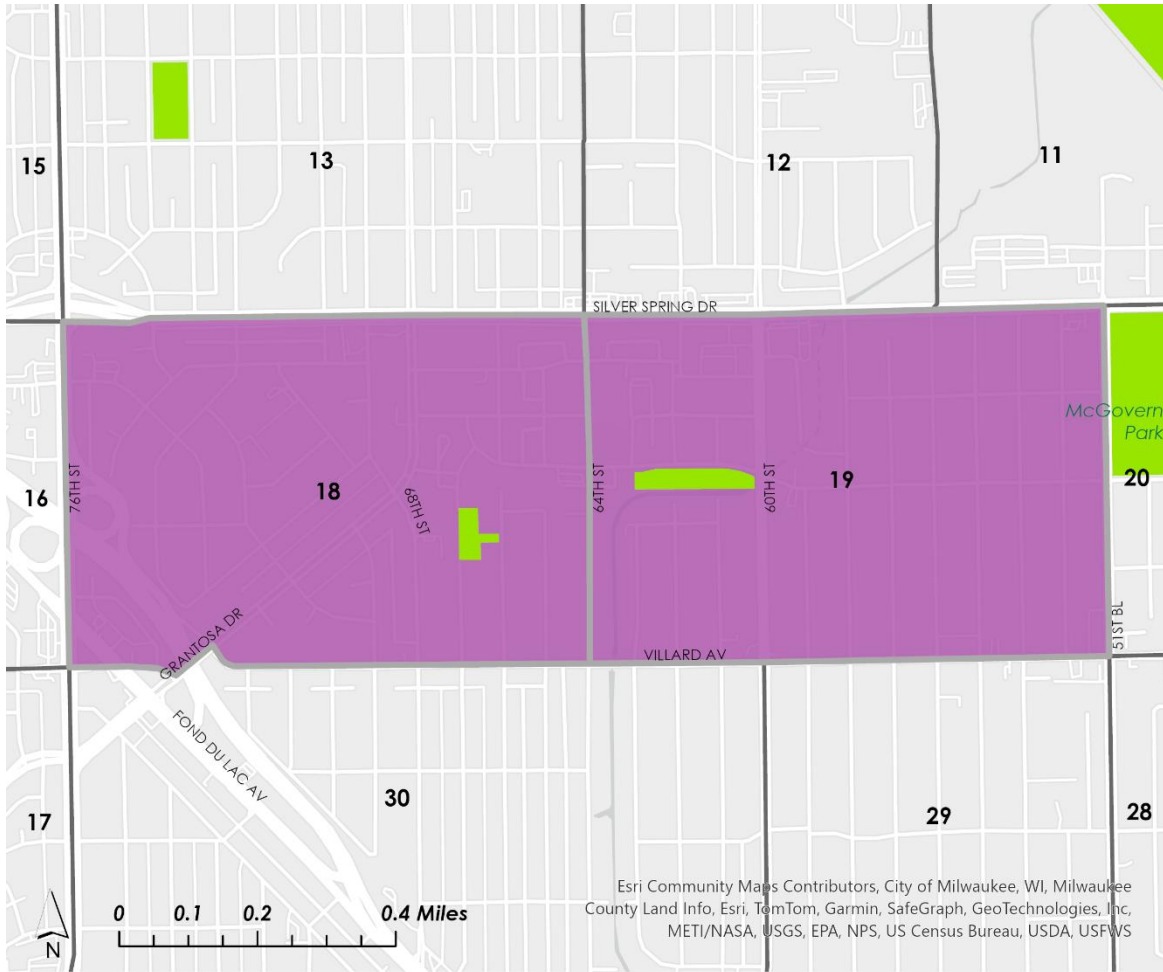 15
13
12
11
SILVER SPRING DR
McGovern
Park
16
76TH ST
18
68TH ST
64TH ST
60TH ST
19
20
GRANTOSA DR
VILLARD AV
51ST BL
FOND DU LAC AV
30
17
29
28
0 0.1 0.2 0.4 Miles
N
Esri Community Maps Contributors, City of Milwaukee, WI, Milwaukee
County Land Info, Esri, TomTom, Garmin, SafeGraph, GeoTechnologies, Inc,
METI/NASA, USGS, EPA, NPS, US Census Bureau, USDA, USFWS